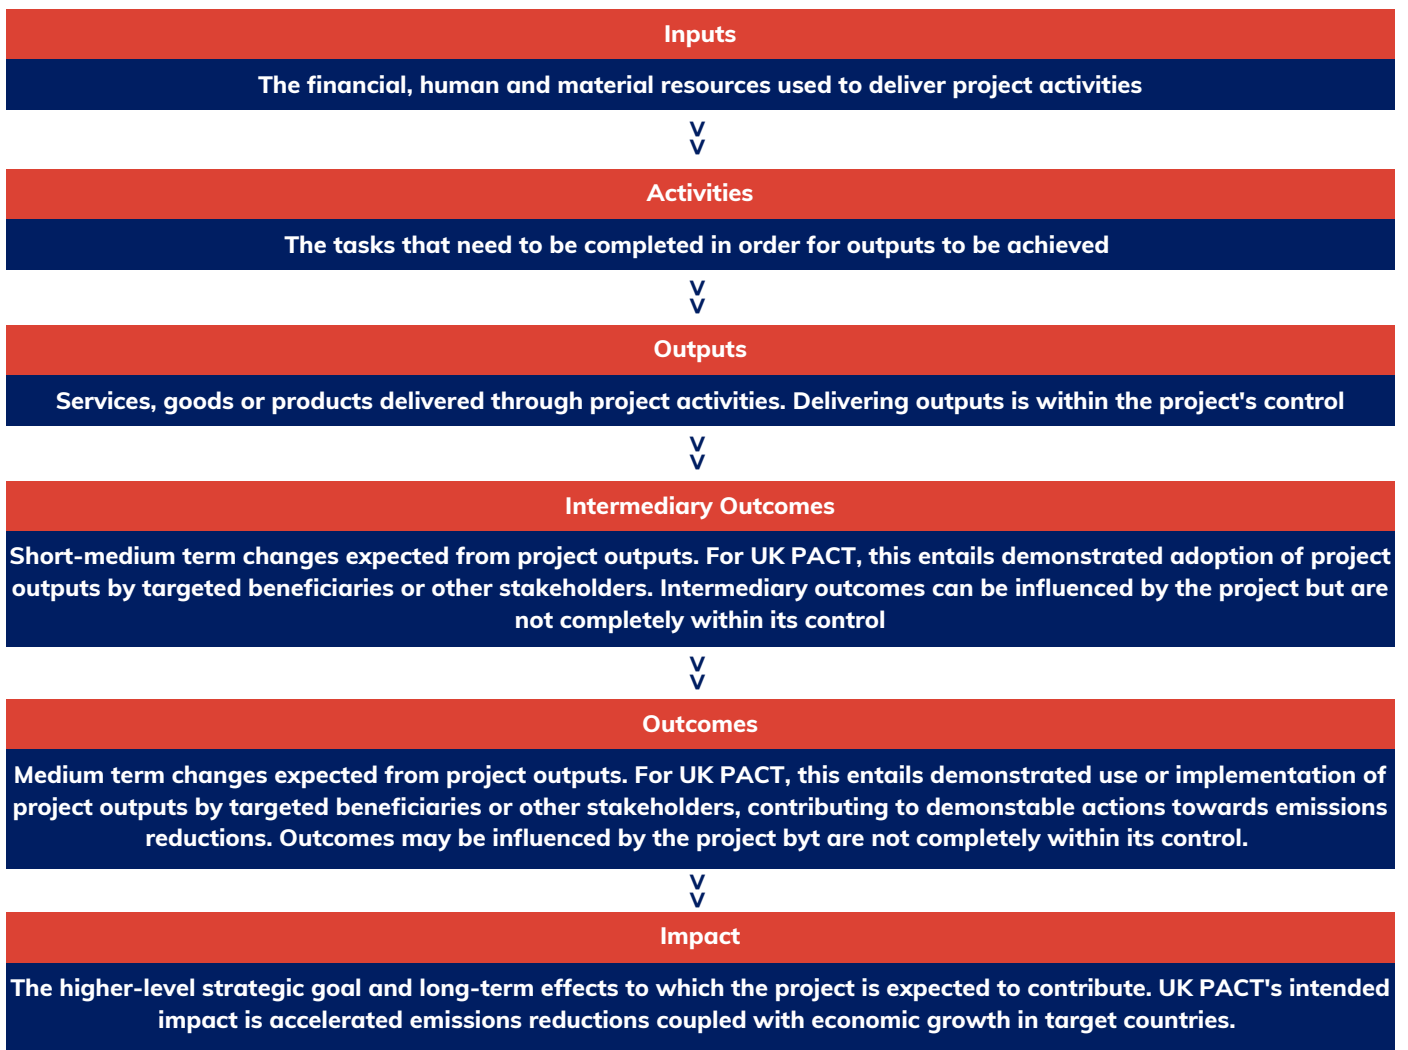 Inputs
The financial, human and material resources used to deliver project activities
Activities
The tasks that need to be completed in order for outputs to be achieved
Outputs
Services, goods or products delivered through project activities. Delivering outputs is within the project's control
Intermediary Outcomes
Short-medium term changes expected from project outputs. For UK PACT, this entails demonstrated adoption of project
outputs by targeted beneficiaries or other stakeholders. Intermediary outcomes can be influenced by the project but are
not completely within its control
Outcomes
Medium term changes expected from project outputs. For UK PACT, this entails demonstrated use or implementation of
project outputs by targeted beneficiaries or other stakeholders, contributing to demonstable actions towards emissions
reductions. Outcomes may be influenced by the project byt are not completely within its control.
Impact
The higher-level strategic goal and long-term effects to which the project is expected to contribute. UK PACT's intended
impact is accelerated emissions reductions coupled with economic growth in target countries.